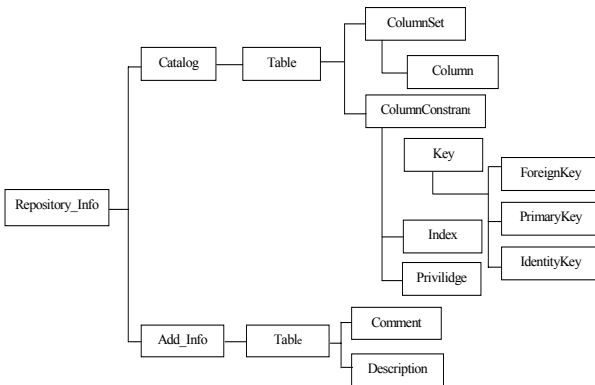 ColumnSet
Catalog
Table
Column
ColumnConstrant
Key
ForeignKey
Repository_Info
PrimaryKey
Index
IdentityKey
Privilidge
Comment
Add_Info
Table
Description